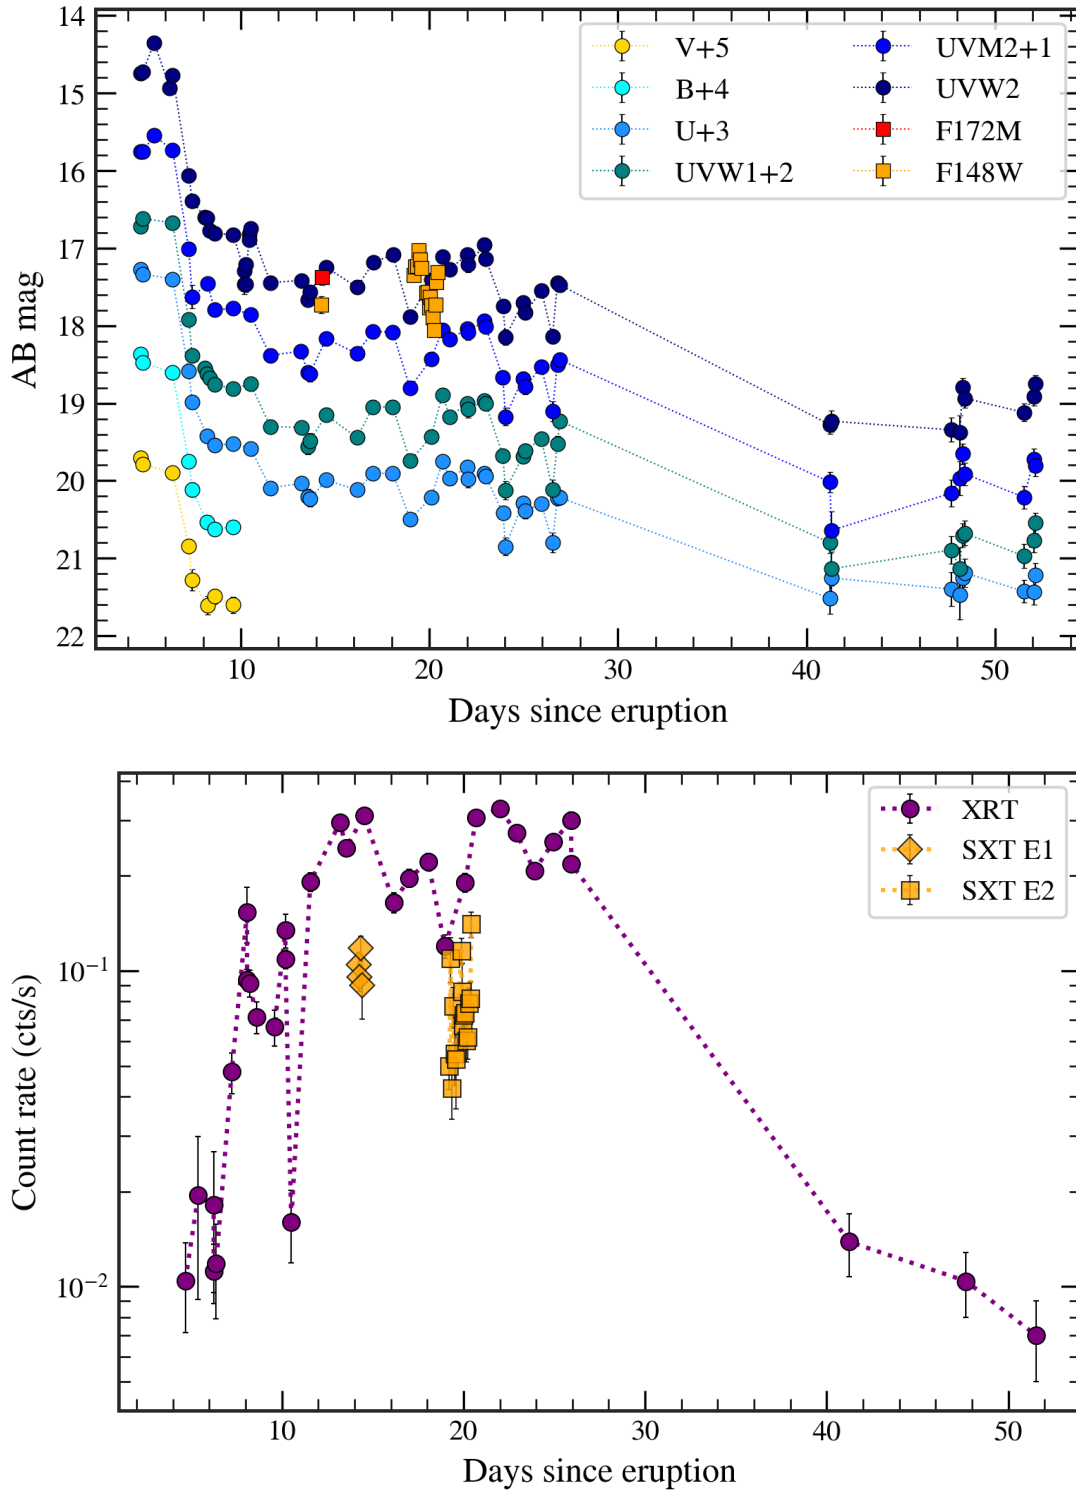 14
15
16
17
18
19
20
21
22
AB mag
V+5
B+4
U+3
UVW1+2
UVM2+1
UVW2
F172M
F148W
10
20
30
40
50
Days since eruption
10⁻¹
10⁻²
Count rate (cts/s)
XRT
SXT E1
SXT E2
10
20
30
40
50
Days since eruption